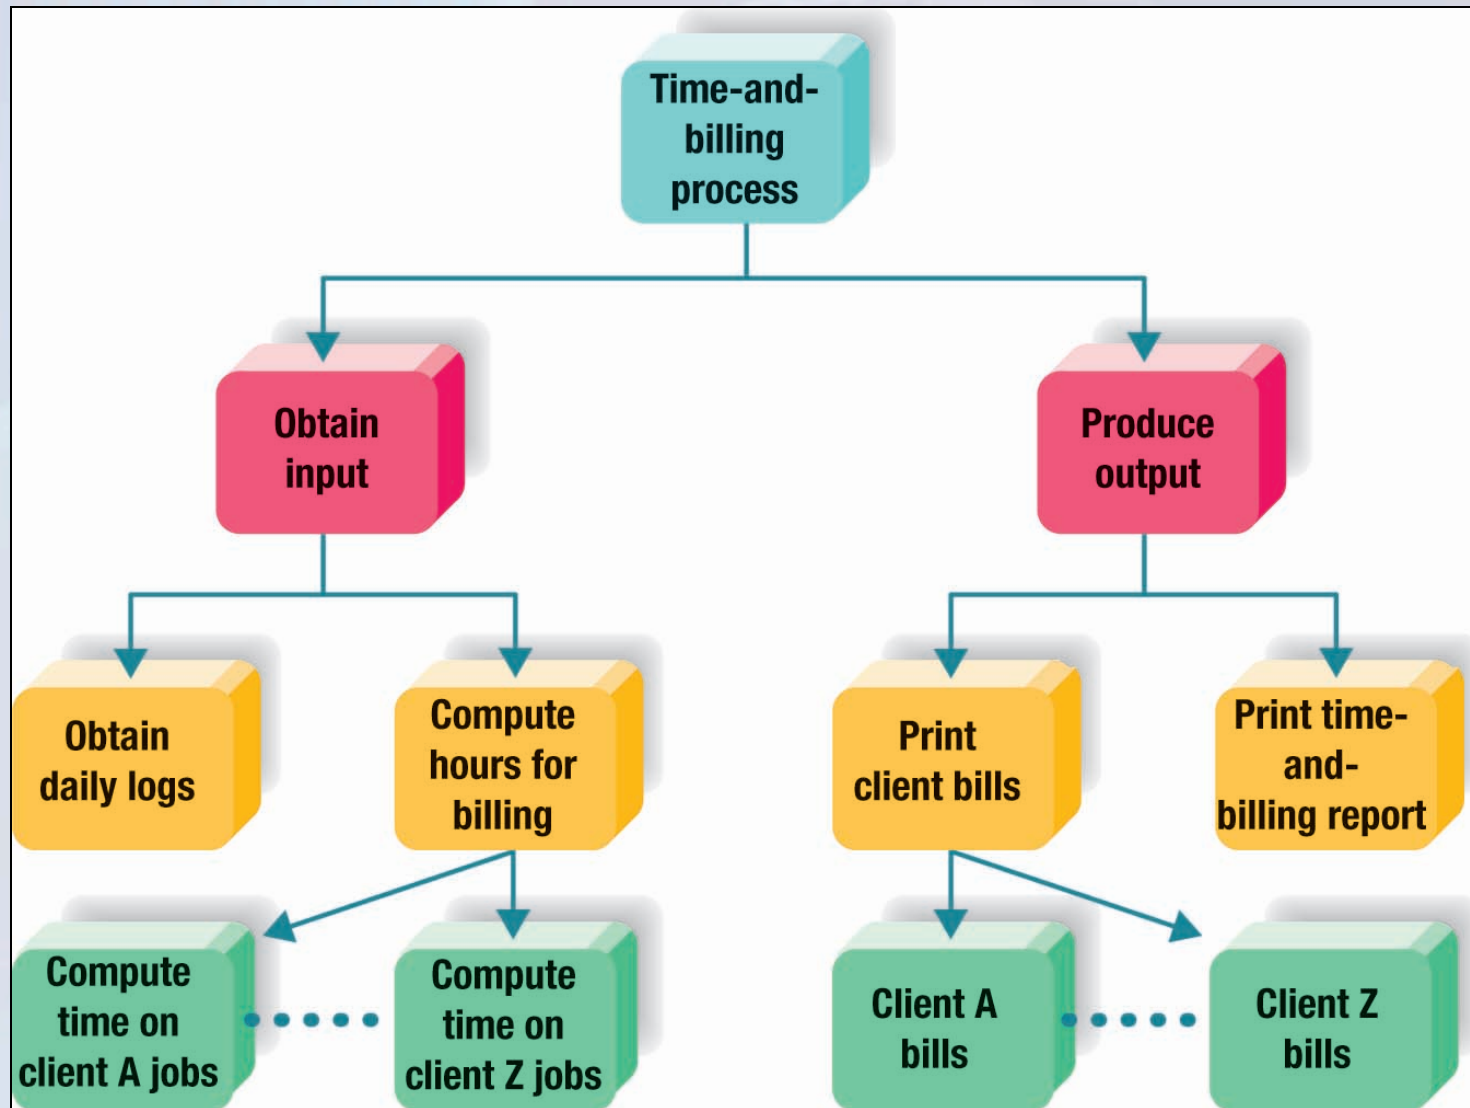 Time-and-
billing
process
Obtain
input
Produce
output
Obtain
daily logs
Compute
hours for
billing
Print
client bills
Print time-
and-
billing report
Compute
time on
client A jobs
Compute
time on
client Z jobs
Client A
bills
Client Z
bills